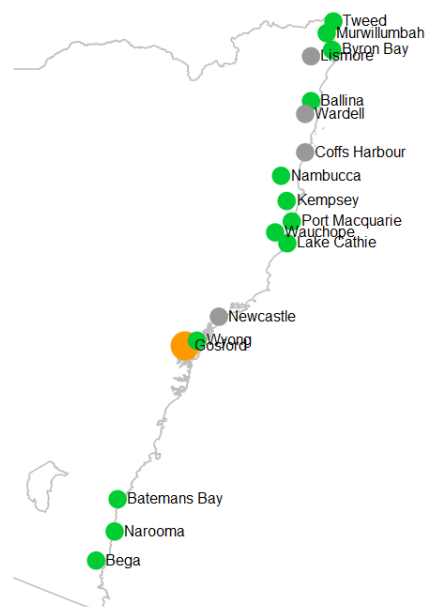 Tweed
Murwillumbah
Byron Bay
Lismore
Ballina
Wardell
Coffs Harbour
Nambucca
Kempsey
Port Macquarie
Wauchope
Lake Cathie
Newcastle
Wyong
Gosford
Batemans Bay
Narooma
Bega